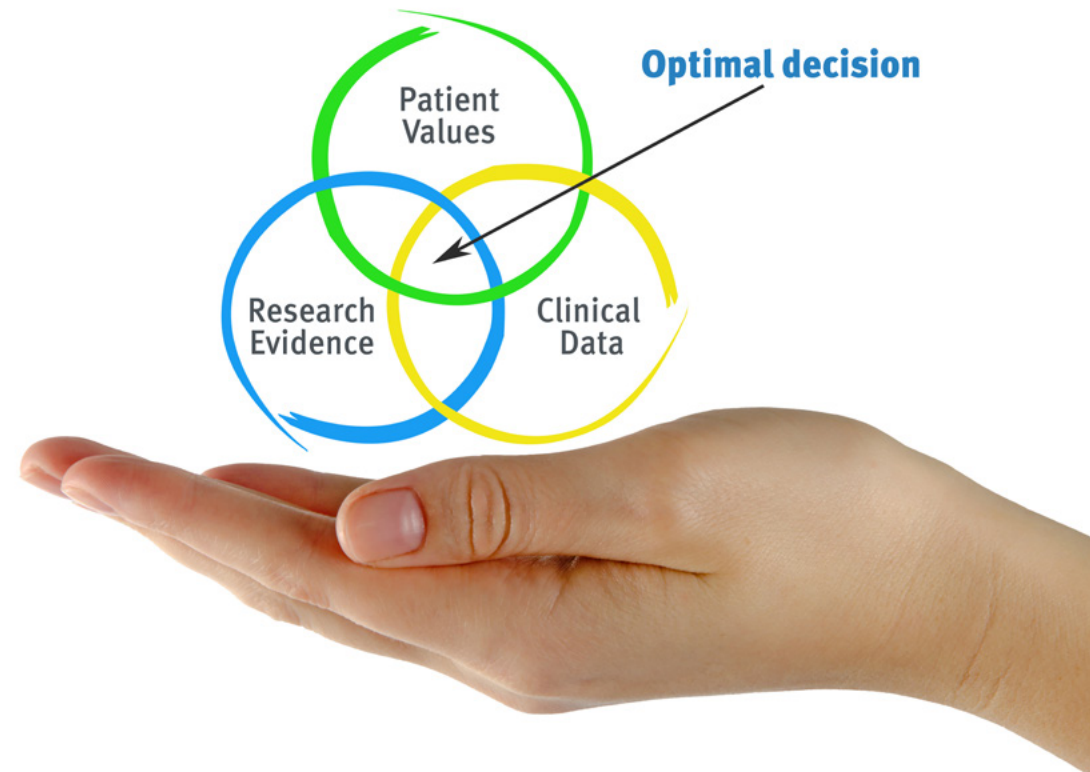 Optimal decision
Patient
Values
Research
Evidence
Clinical
Data